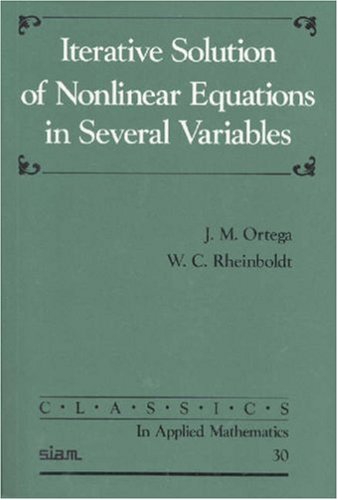 Iterative Solution
of Nonlinear Equations
in Several Variables
J. M. Ortega
W. C. Rheinboldt
C·L·A·S·S·I·C·S
In Applied Mathematics
siam
30